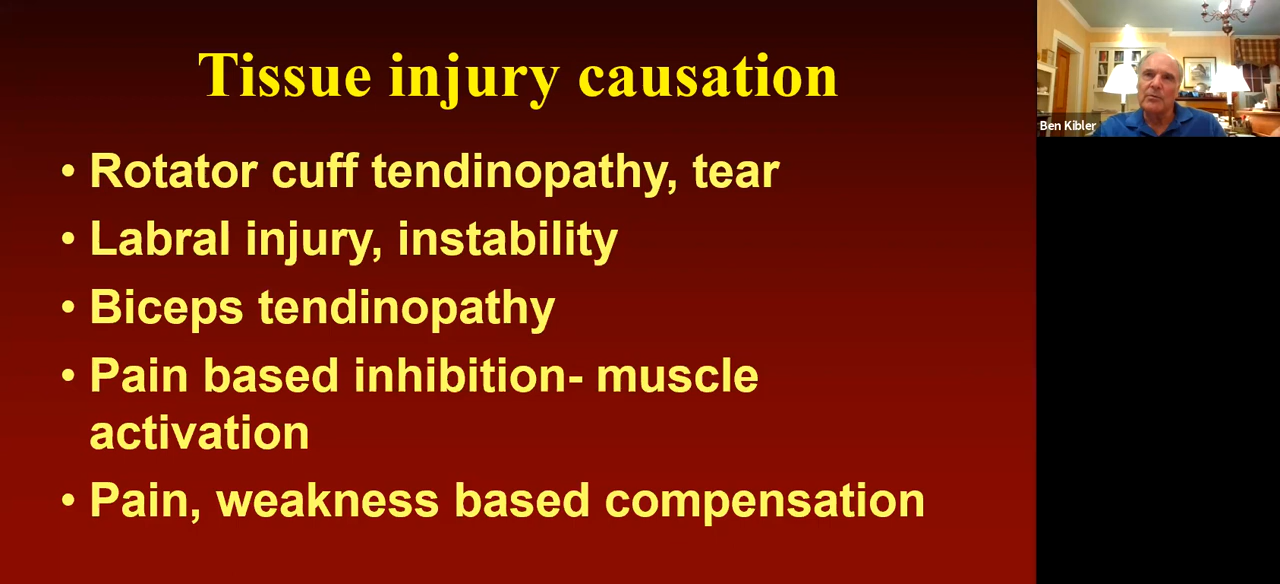 Tissue injury causation
• Rotator cuff tendinopathy, tear
• Labral injury, instability
• Biceps tendinopathy
• Pain based inhibition- muscle
activation
• Pain, weakness based compensation
Ben Kibler